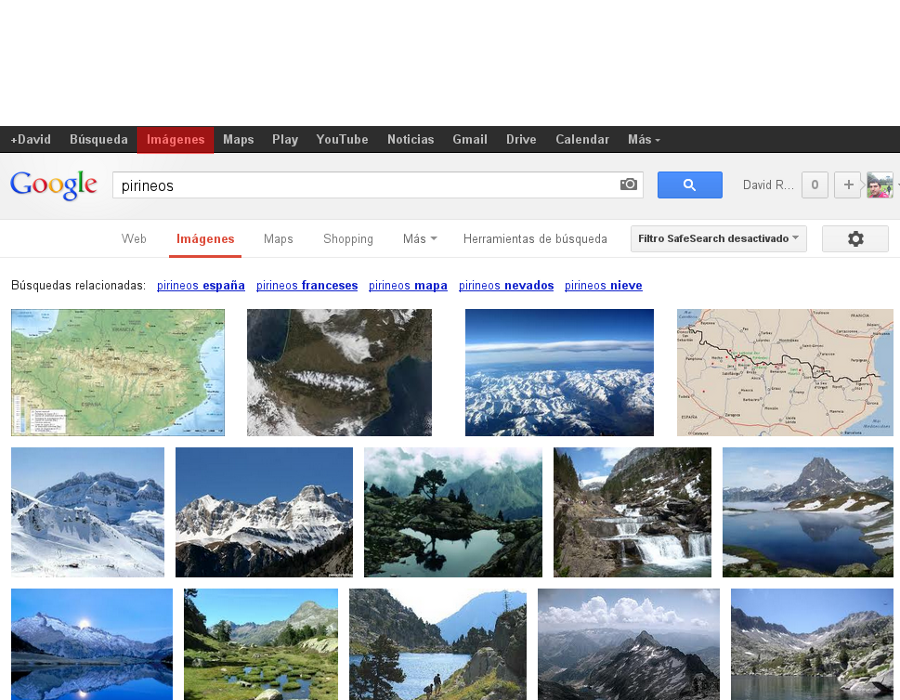 +David Búsqueda Imágenes Maps Play YouTube Noticias Gmail Drive Calendar Más
Google pirineos David R... 0 +
Web Imágenes Maps Shopping Más Herramientas de búsqueda Filtro SafeSearch desactivado
Búsquedas relacionadas: pirineos españa pirineos franceses pirineos mapa pirineos nevados pirineos nieve